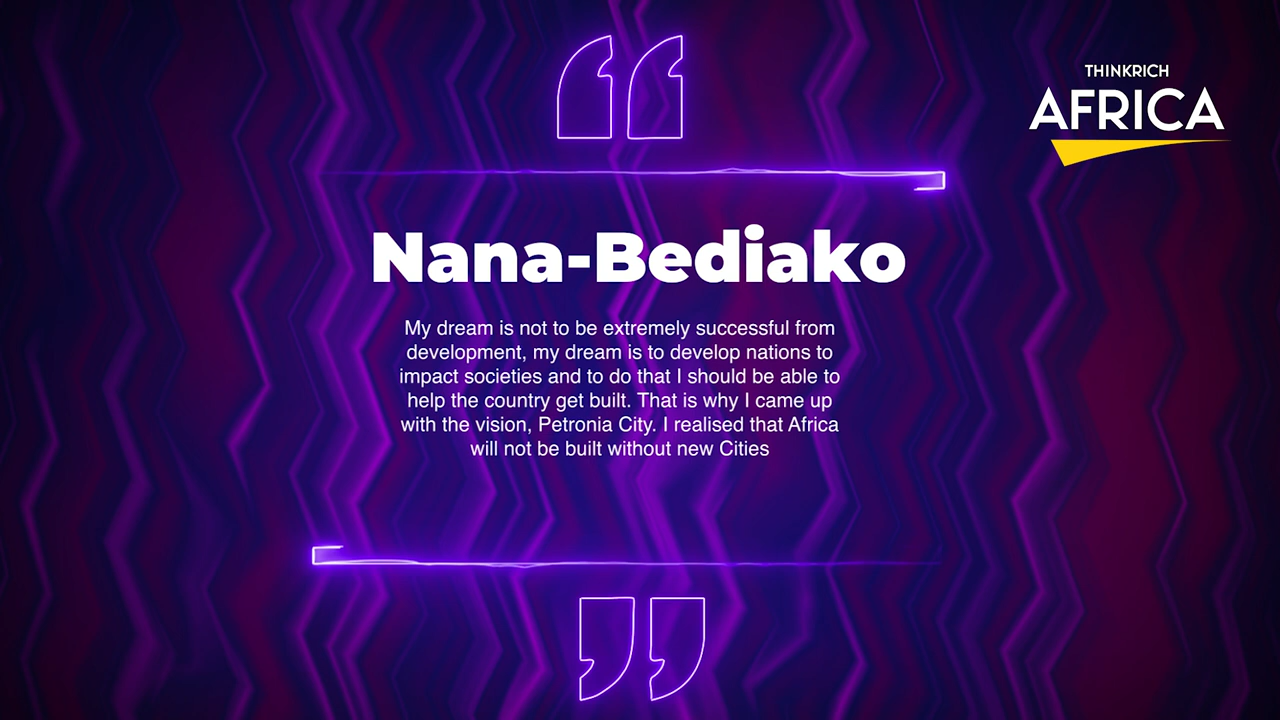 THINKRICH
AFRICA
Nana-Bediako
My dream is not to be extremely successful from
development, my dream is to develop nations to
impact societies and to do that I should be able to
help the country get built. That is why I came up
with the vision, Petronia City. I realised that Africa
will not be built without new Cities